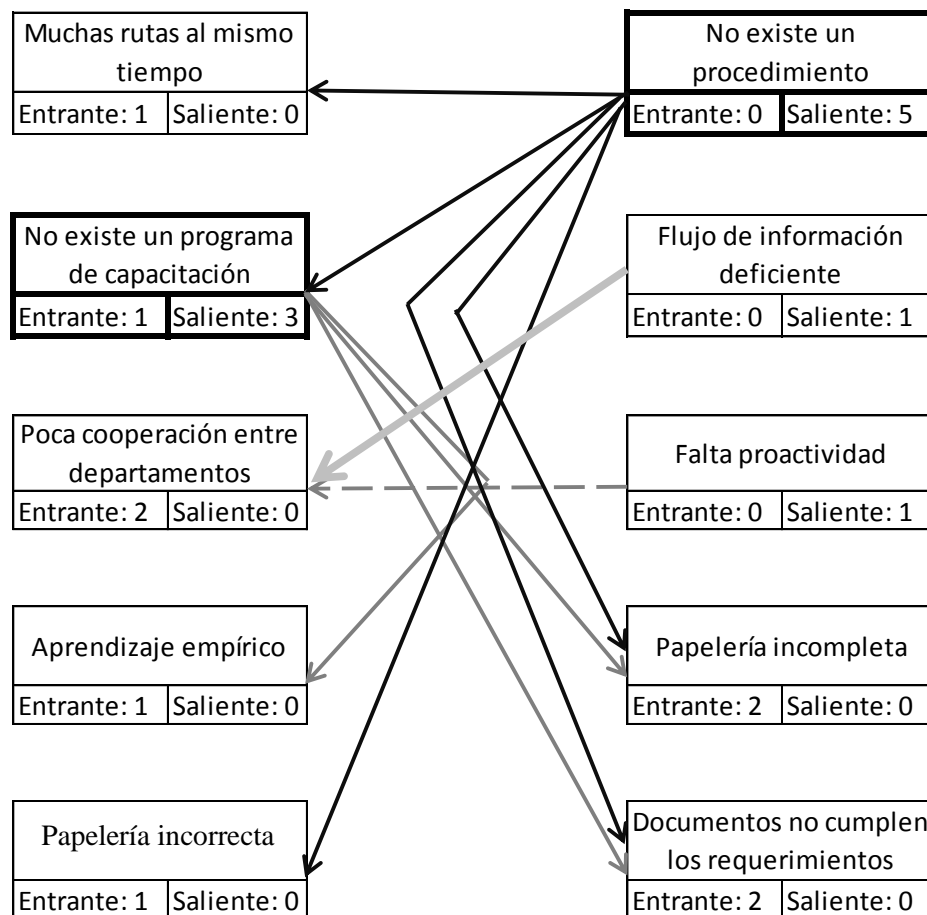 Muchas rutas al mismo
tiempo
Entrante: 1 Saliente: 0
No existe un
procedimiento
Entrante: 0 Saliente: 5
No existe un programa
de capacitación
Entrante: 1 Saliente: 3
Flujo de información
deficiente
Entrante: 0 Saliente: 1
Poca cooperación entre
departamentos
Entrante: 2 Saliente: 0
Falta proactividad
Entrante: 0 Saliente: 1
Aprendizaje empírico
Entrante: 1 Saliente: 0
Papelería incompleta
Entrante: 2 Saliente: 0
Papelería incorrecta
Entrante: 1 Saliente: 0
Documentos no cumplen
los requerimientos
Entrante: 2 Saliente: 0